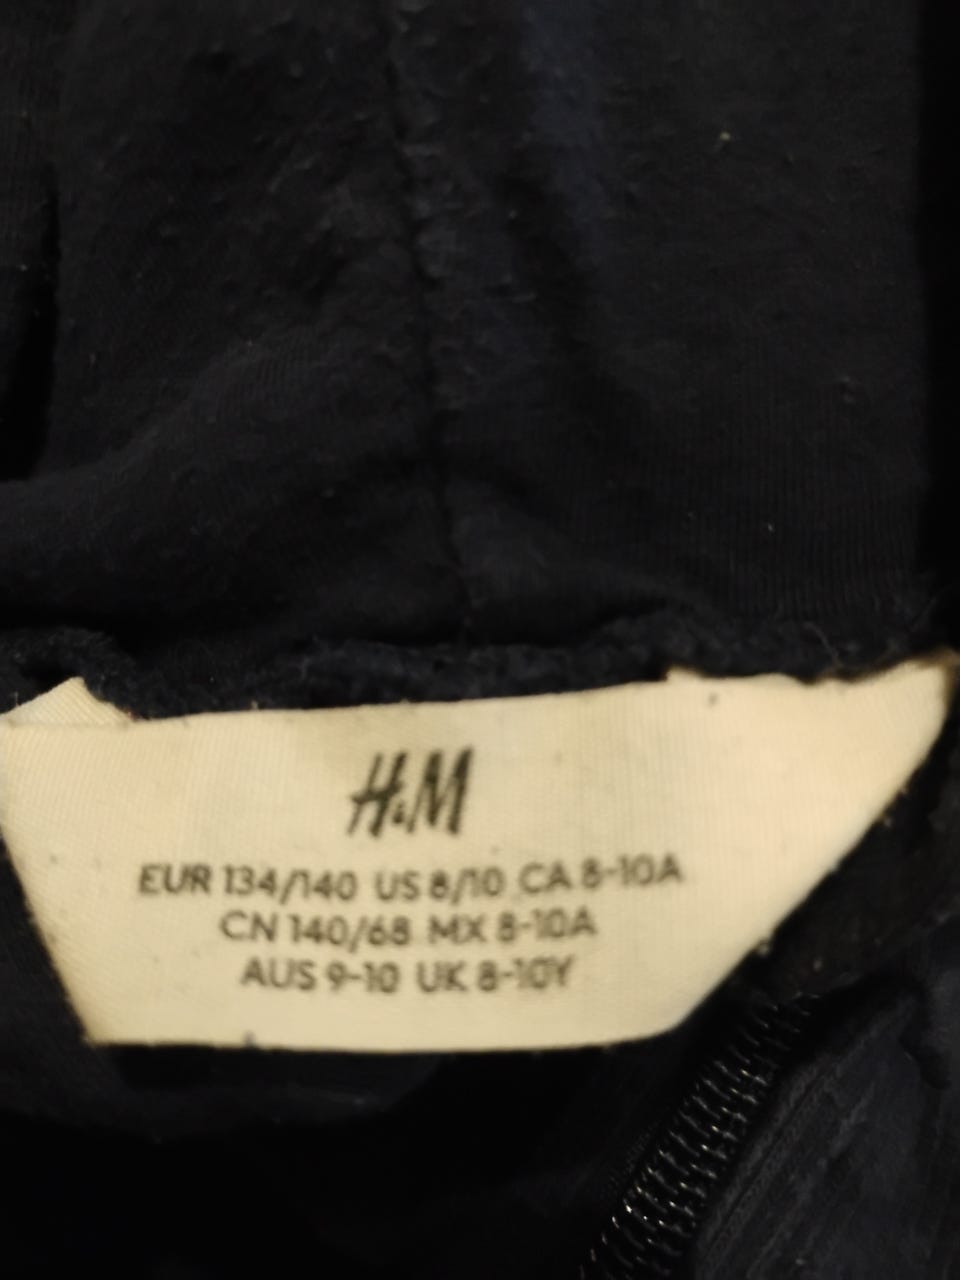 H&M
EUR 134/140 US 8/10 CA 8-10A
CN 140/68 MX 8-10A
AUS 9-10 UK 8-10Y